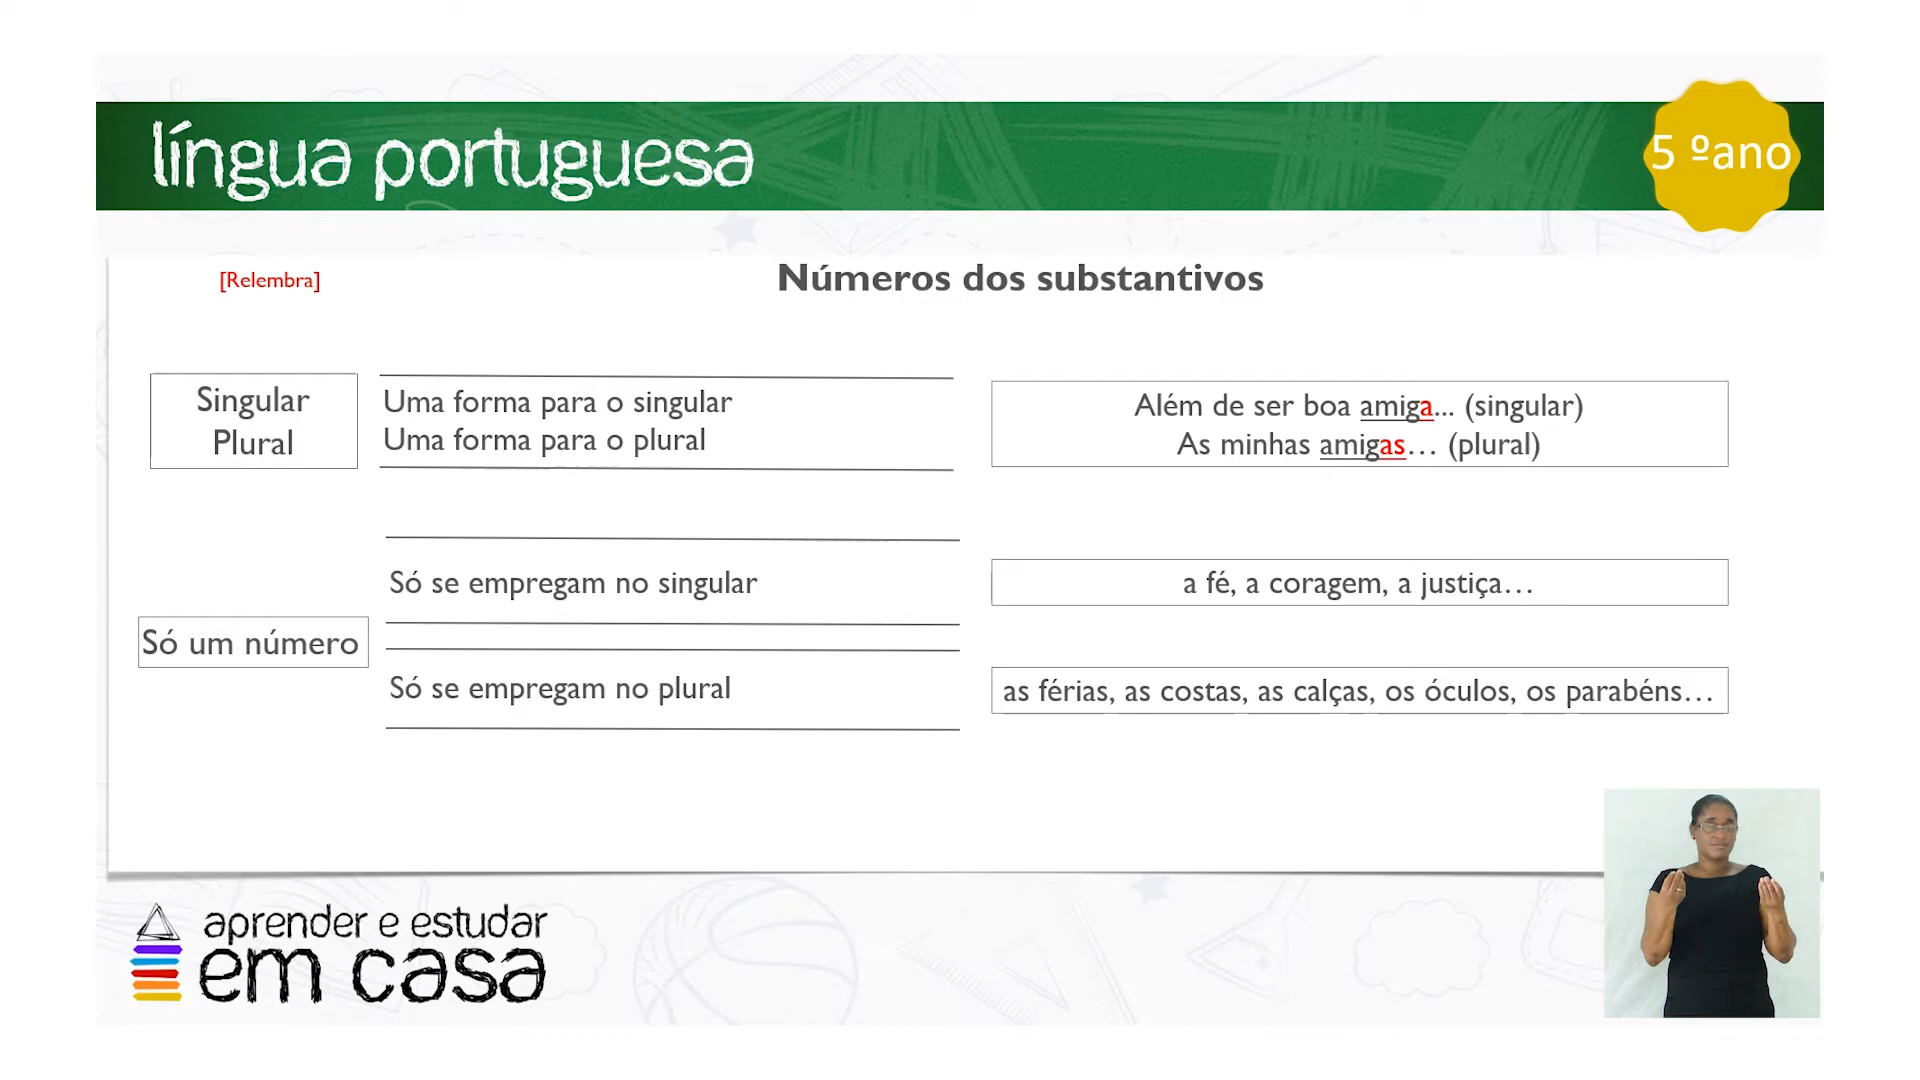 língua portuguesa
5 ºano
[Relembra]
Números dos substantivos
Singular
Plural
Uma forma para o singular
Uma forma para o plural
Além de ser boa amiga... (singular)
As minhas amigas… (plural)
Só se empregam no singular
a fé, a coragem, a justiça…
Só um número
Só se empregam no plural
as férias, as costas, as calças, os óculos, os parabéns…
aprender e estudar
em casa